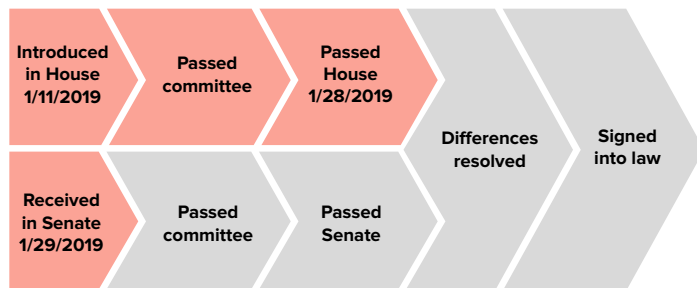 Introduced
in House
1/11/2019
Passed
committee
Passed
House
1/28/2019
Differences
resolved
Signed
into law
Received
in Senate
1/29/2019
Passed
committee
Passed
Senate